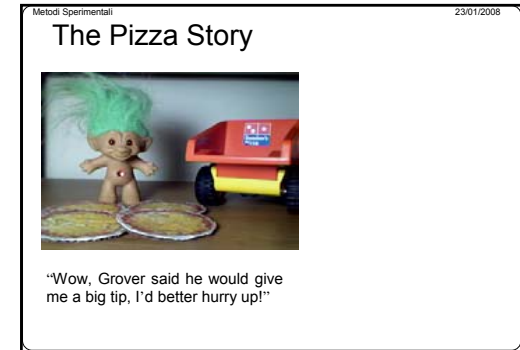 Metodi Sperimentali
23/01/2008
The Pizza Story
“Wow, Grover said he would give
me a big tip, I’d better hurry up!”